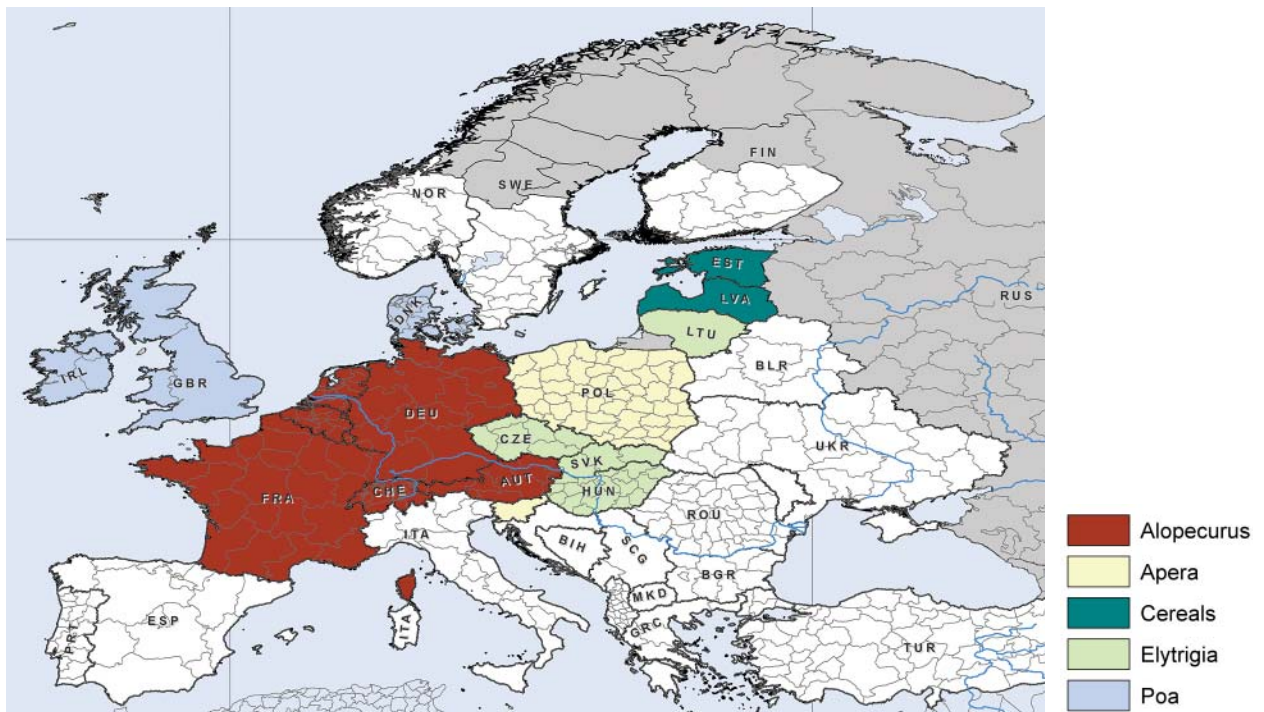 FIN
NOR
SWE
EST
RUS
LVA
DNK
LTU
IRL
GBR
BLR
POL
DEU
CZE
UKR
SVK
AUT
HUN
FRA
CHE
ROU
ITA
BIH
SCG
BGR
MKD
ESP
PRT
ITA
GRC
TUR
Alopecurus
Apera
Cereals
Elytrigia
Poa